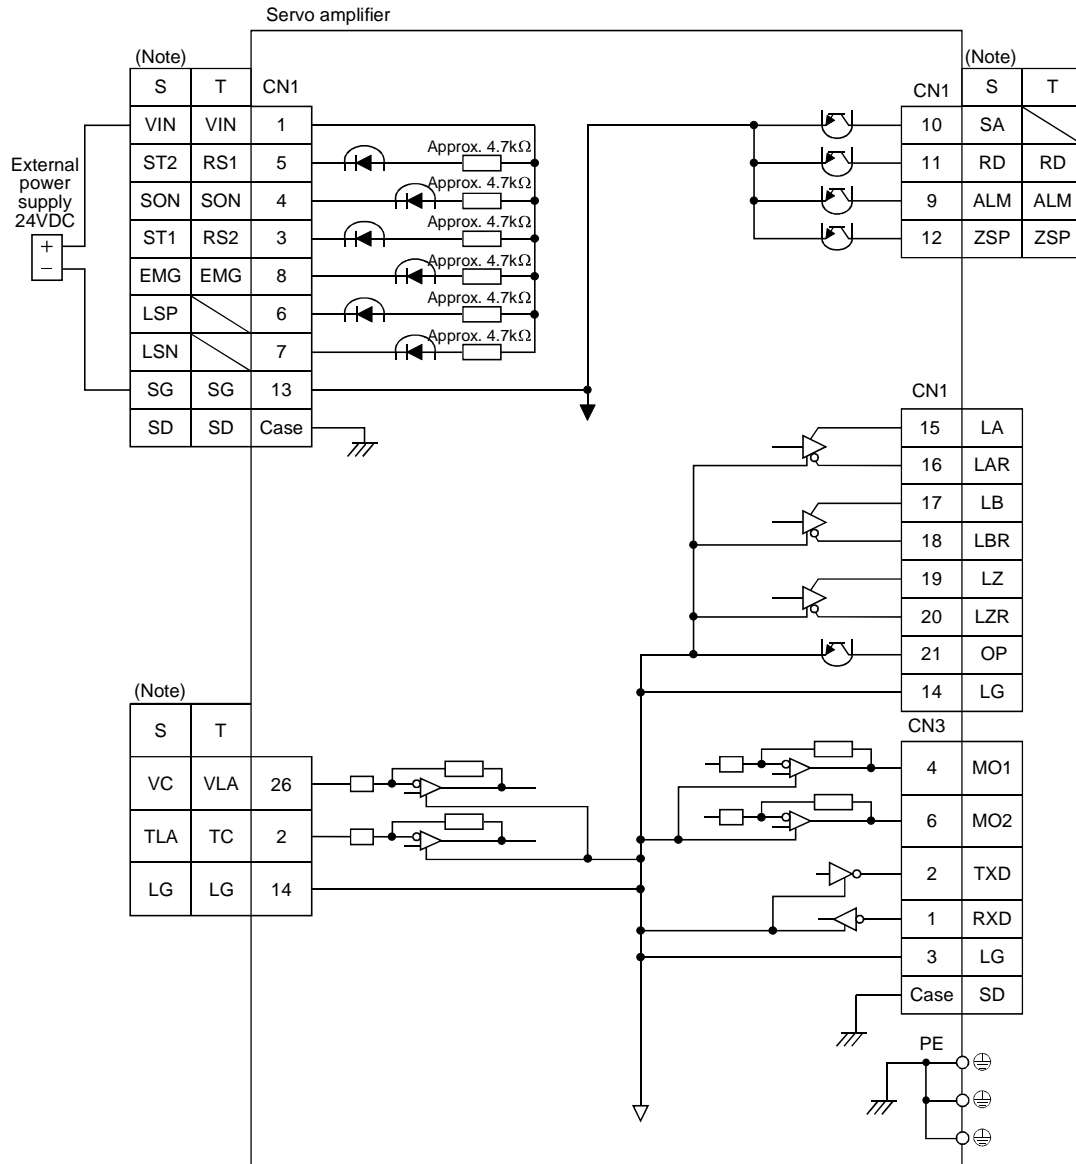 Servo amplifier
(Note)
S T CN1
VIN VIN 1
ST2 RS1 5 Approx. 4.7kΩ
SON SON 4 Approx. 4.7kΩ
ST1 RS2 3 Approx. 4.7kΩ
EMG EMG 8 Approx. 4.7kΩ
LSP 6 Approx. 4.7kΩ
LSN 7 Approx. 4.7kΩ
SG SG 13
SD SD Case
External
power
supply
24VDC
+
−
(Note)
CN1 S T
10 SA
11 RD RD
9 ALM ALM
12 ZSP ZSP
CN1
15 LA
16 LAR
17 LB
18 LBR
19 LZ
20 LZR
21 OP
14 LG
(Note)
S T
VC VLA 26
TLA TC 2
LG LG 14
CN3
4 MO1
6 MO2
2 TXD
1 RXD
3 LG
Case SD
PE